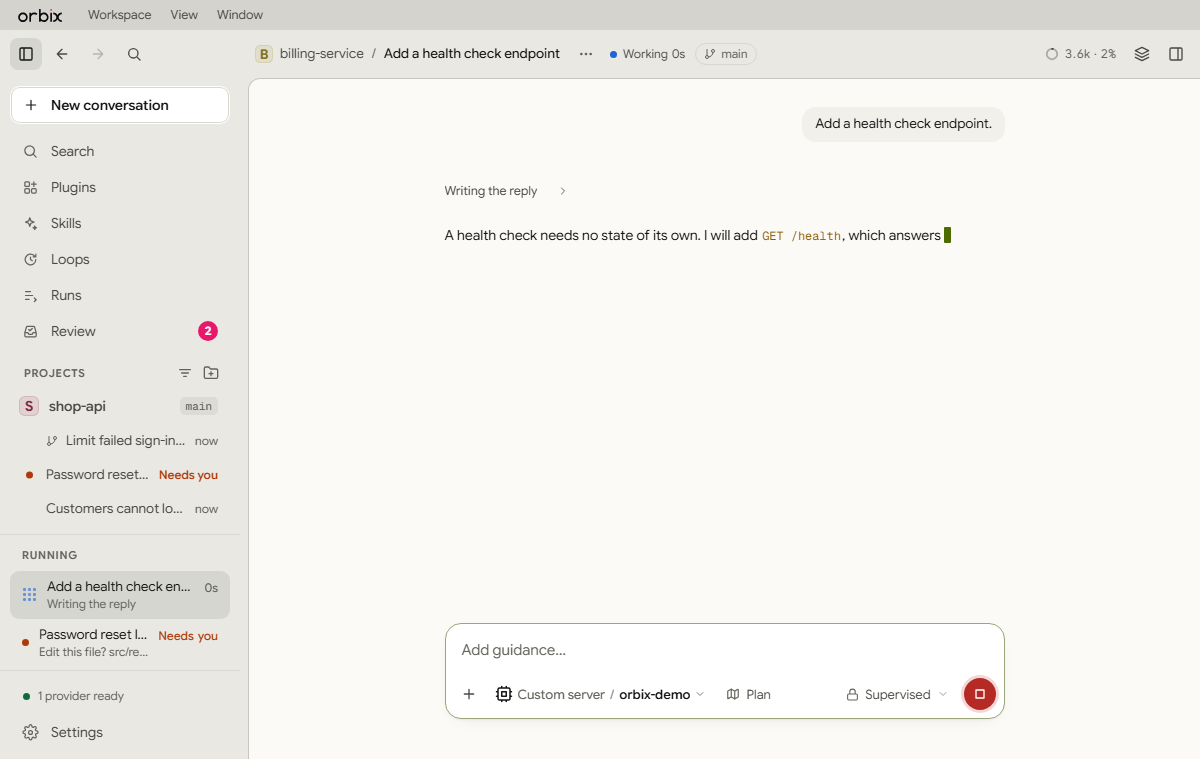 orbix Workspace View Window
B billing-service / Add a health check endpoint ... Working 0s main 3.6k · 2%
New conversation
Search
Plugins
Skills
Loops
Runs
Review 2
PROJECTS
S shop-api main
Limit failed sign-in... now
Password reset... Needs you
Customers cannot lo... now
RUNNING
Add a health check en... 0s
Writing the reply
Password reset l... Needs you
Edit this file? src/re...
1 provider ready
Settings
Add a health check endpoint.
Writing the reply
A health check needs no state of its own. I will add GET /health, which answers
Add guidance...
Custom server / orbix-demo Plan Supervised